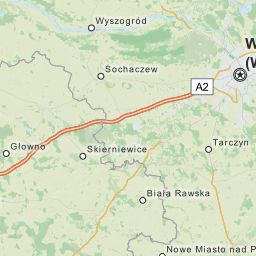 Wyszogród
W
(W
Sochaczew
A2
Tarczyn
Głowno
Skierniewice
Biała Rawska
Nowe Miasto nad P